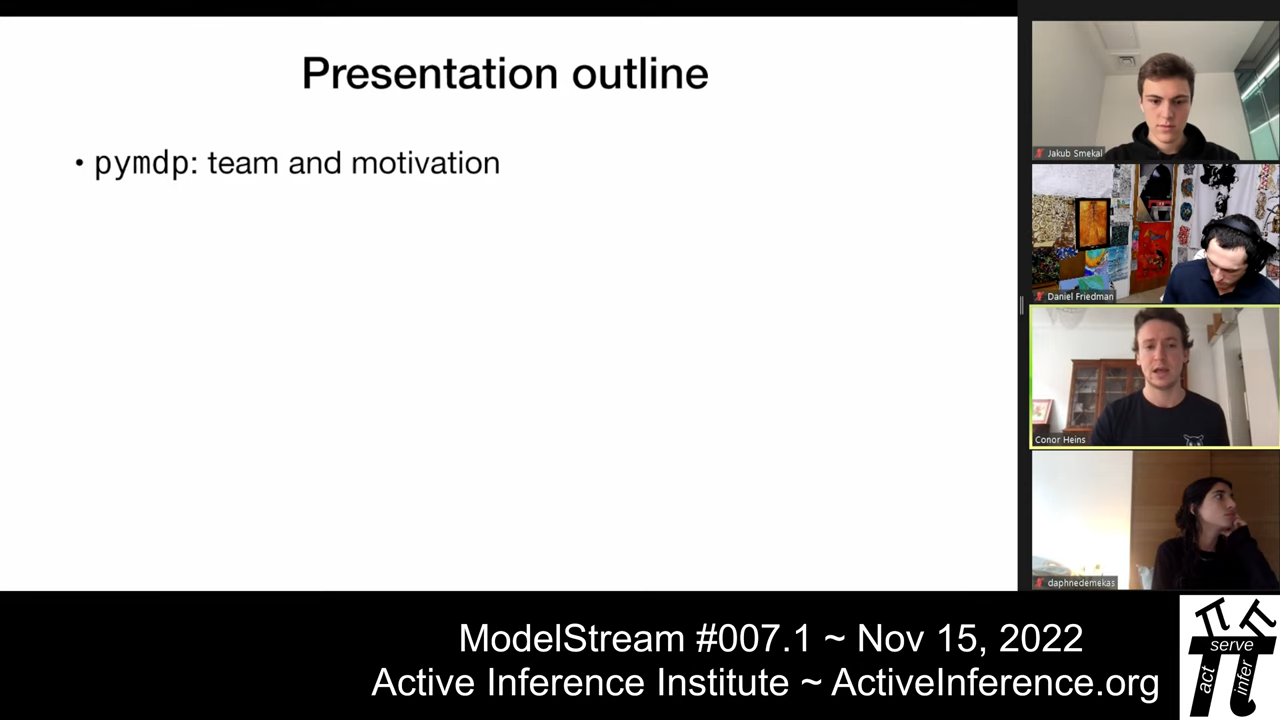 Presentation outline
• pymdp: team and motivation
Jakub Smekal
Daniel Friedman
Conor Heins
daphnedemekas
ModelStream #007.1 ~ Nov 15, 2022
Active Inference Institute ~ ActiveInference.org
serve
act
infer